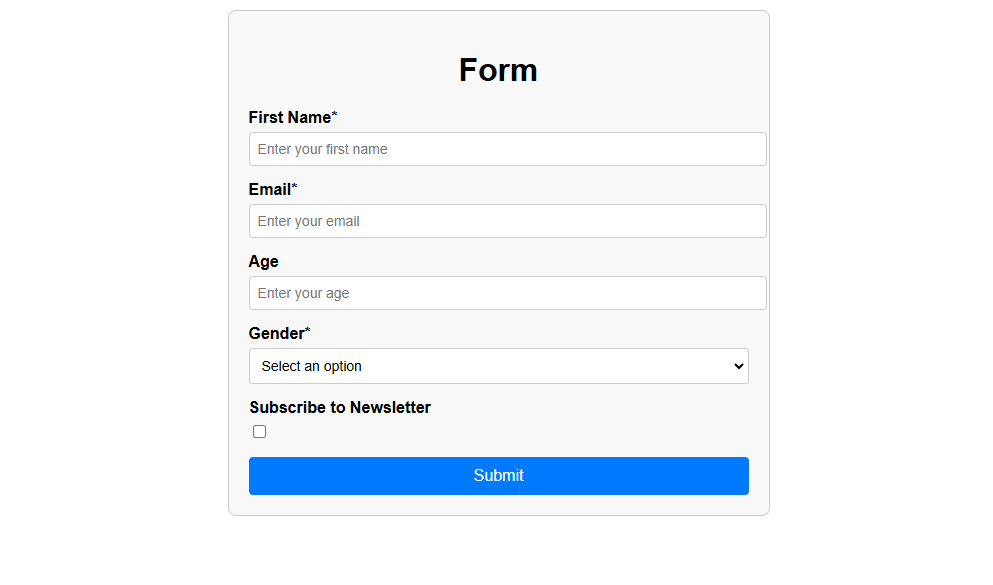 Form
First Name*
Enter your first name
Email*
Enter your email
Age
Enter your age
Gender*
Select an option
Subscribe to Newsletter
Submit